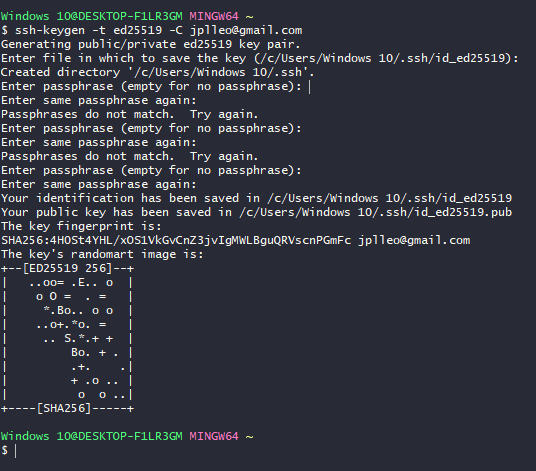 Windows 10@DESKTOP-F1LR3GM MINGW64 ~
$ ssh-keygen -t ed25519 -C jplleo@gmail.com
Generating public/private ed25519 key pair.
Enter file in which to save the key (/c/Users/Windows 10/.ssh/id_ed25519):
Created directory '/c/Users/Windows 10/.ssh'.
Enter passphrase (empty for no passphrase):
Enter same passphrase again:
Passphrases do not match.  Try again.
Enter passphrase (empty for no passphrase):
Enter same passphrase again:
Passphrases do not match.  Try again.
Enter passphrase (empty for no passphrase):
Enter same passphrase again:
Your identification has been saved in /c/Users/Windows 10/.ssh/id_ed25519
Your public key has been saved in /c/Users/Windows 10/.ssh/id_ed25519.pub
The key fingerprint is:
SHA256:4HOSt4YHL/xOS1VkGvCnZ3jvIgMWLBguQRVscnPGmFc jplleo@gmail.com
The key's randomart image is:
+--[ED25519 256]--+
|   ..oo= .E.. o  |
|    o O =  . =   |
|     *.Bo.. o o  |
|    ..o+.*o. =   |
|     .. S.*.+ +  |
|         Bo. + . |
|         .+.    .|
|         + .o .. |
|          o  o ..|
+----[SHA256]-----+
Windows 10@DESKTOP-F1LR3GM MINGW64 ~
$